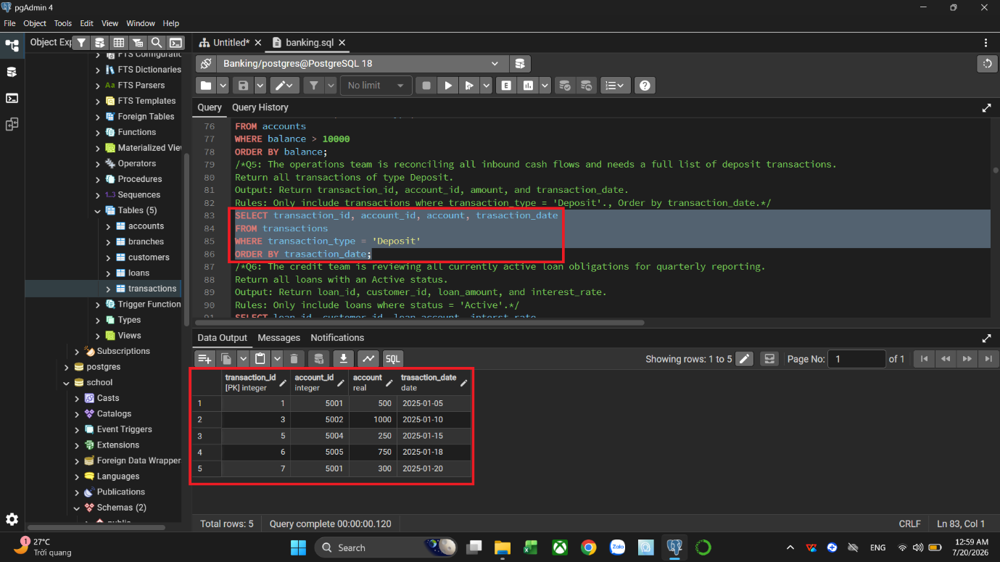 pgAdmin 4
File Object Tools Edit View Window Help
Object Exp
Untitled* banking.sql
FTS Configuratic
FTS Dictionaries
Aa FTS Parsers
FTS Templates
Foreign Tables
Functions
Materialized Vie
Operators
Procedures
1..3 Sequences
Tables (5)
accounts
branches
customers
loans
transactions
Trigger Function
Types
Views
Subscriptions
postgres
school
Casts
Catalogs
Event Triggers
Extensions
Foreign Data Wrapper
Languages
Publications
Schemas (2)
public
Banking/postgres@PostgreSQL 18
No limit
E
Query Query History
76 FROM accounts
77 WHERE balance > 10000
78 ORDER BY balance;
79 /*Q5: The operations team is reconciling all inbound cash flows and needs a full list of deposit transactions.
80 Return all transactions of type Deposit.
81 Output: Return transaction_id, account_id, amount, and transaction_date.
82 Rules: Only include transactions where transaction_type = 'Deposit'., Order by transaction_date.*/
83 SELECT transaction_id, account_id, account, trasaction_date
84 FROM transactions
85 WHERE transaction_type = 'Deposit'
86 ORDER BY trasaction_date;
87 /*Q6: The credit team is reviewing all currently active loan obligations for quarterly reporting.
88 Return all loans with an Active status.
89 Output: Return loan_id, customer_id, loan_amount, and interest_rate.
90 Rules: Only include loans where status = 'Active'.*/
91 SELECT loan_id, customer_id, loan_account, interst_rate
Data Output Messages Notifications
SQL Showing rows: 1 to 5 Page No: 1 of 1
transaction_id account_id account trasaction_date
[PK] integer integer real date
1 1 5001 500 2025-01-05
2 3 5002 1000 2025-01-10
3 5 5004 250 2025-01-15
4 6 5005 750 2025-01-18
5 7 5001 300 2025-01-20
Total rows: 5 Query complete 00:00:00.120 CRLF Ln 83, Col 1
1 27°C
Trời quang
Search
Zalo
ENG
12:59 AM
7/20/2026